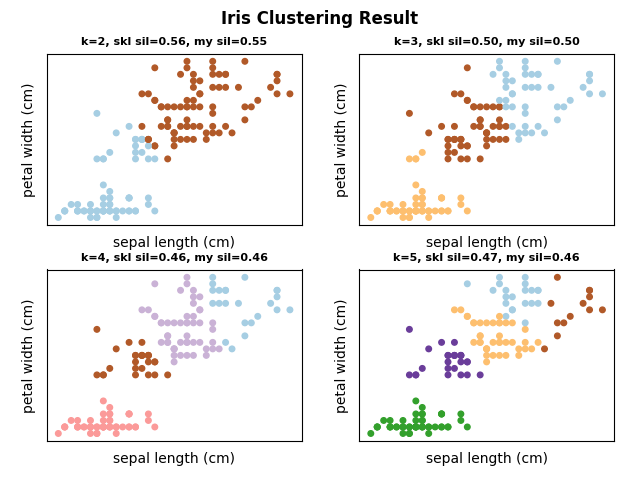 Iris Clustering Result
k=2, skl sil=0.56, my sil=0.55
k=3, skl sil=0.50, my sil=0.50
petal width (cm)
petal width (cm)
sepal length (cm)
sepal length (cm)
k=4, skl sil=0.46, my sil=0.46
k=5, skl sil=0.47, my sil=0.46
petal width (cm)
petal width (cm)
sepal length (cm)
sepal length (cm)